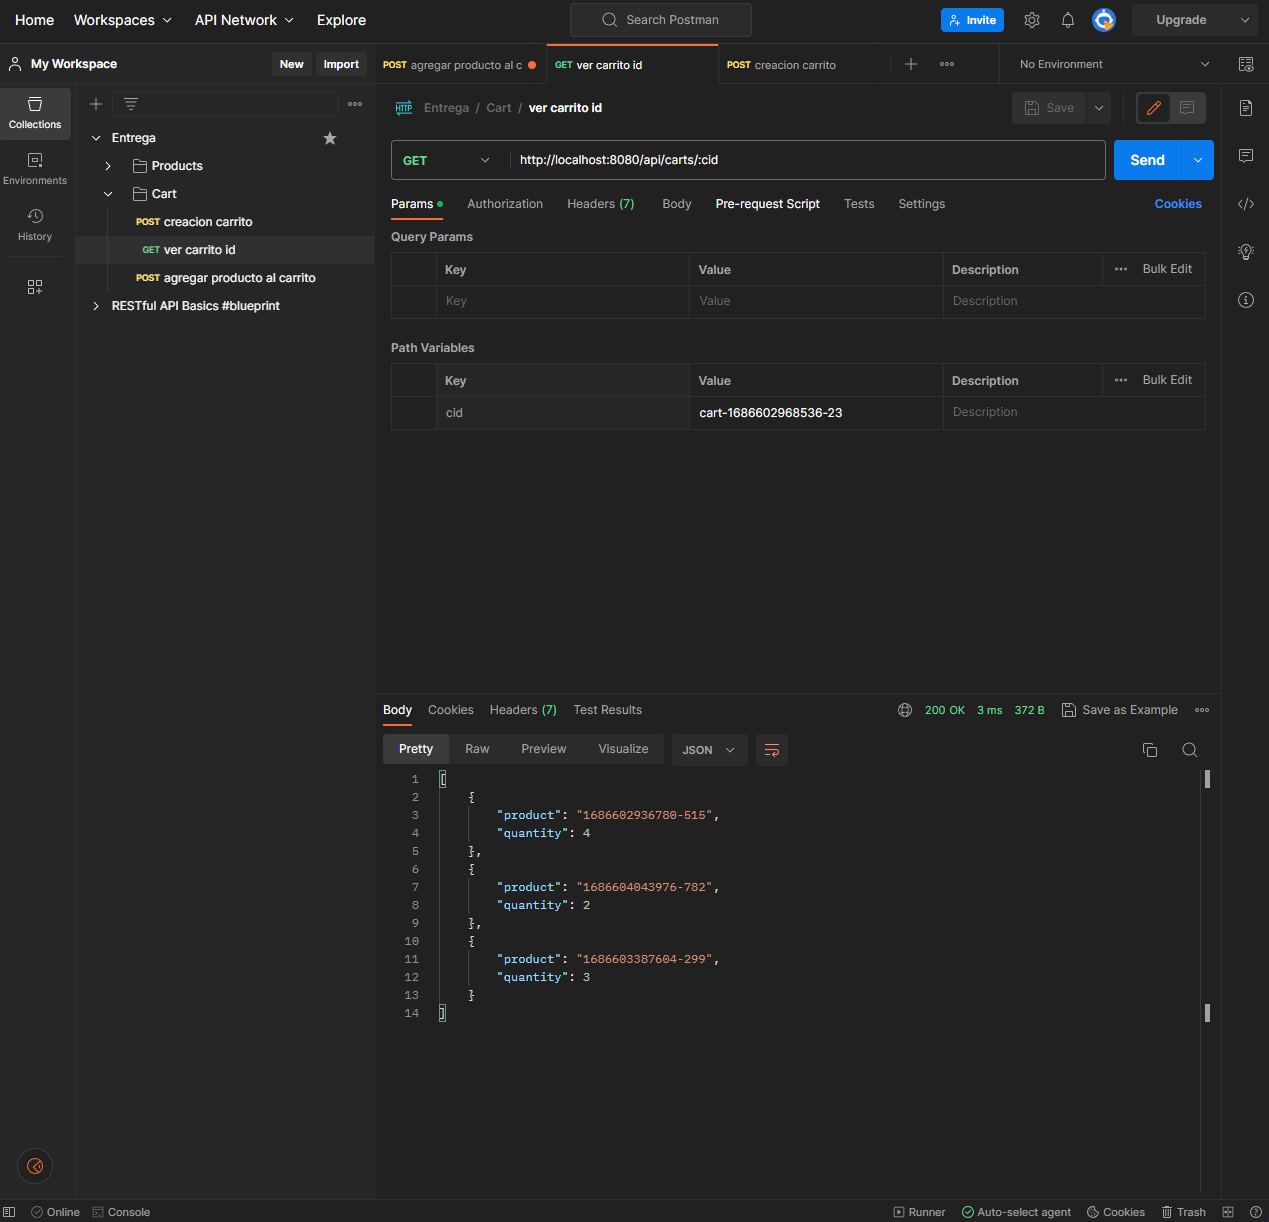 Home Workspaces API Network Explore Search Postman Invite Upgrade
My Workspace New Import POST agregar producto al c GET ver carrito id POST creacion carrito No Environment
Collections
Environments
History
Entrega
Products
Cart
POST creacion carrito
GET ver carrito id
POST agregar producto al carrito
RESTful API Basics #blueprint
HTTP Entrega / Cart / ver carrito id Save
GET http://localhost:8080/api/carts/:cid Send
Params Authorization Headers (7) Body Pre-request Script Tests Settings Cookies
Query Params
Key Value Description Bulk Edit
Key Value Description
Path Variables
Key Value Description Bulk Edit
cid cart-1686602968536-23 Description
Body Cookies Headers (7) Test Results 200 OK 3 ms 372 B Save as Example
Pretty Raw Preview Visualize JSON
1 [
2 {
3 "product": "1686602936780-515",
4 "quantity": 4
5 },
6 {
7 "product": "1686604043976-782",
8 "quantity": 2
9 },
10 {
11 "product": "1686603387604-299",
12 "quantity": 3
13 }
14 ]
Online Console Runner Auto-select agent Cookies Trash